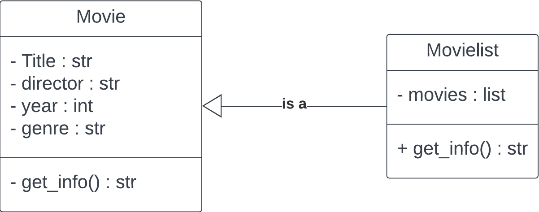 Movie
- Title : str
- director : str
- year : int
- genre : str
- get_info() : str
is a
Movielist
- movies : list
+ get_info() : str